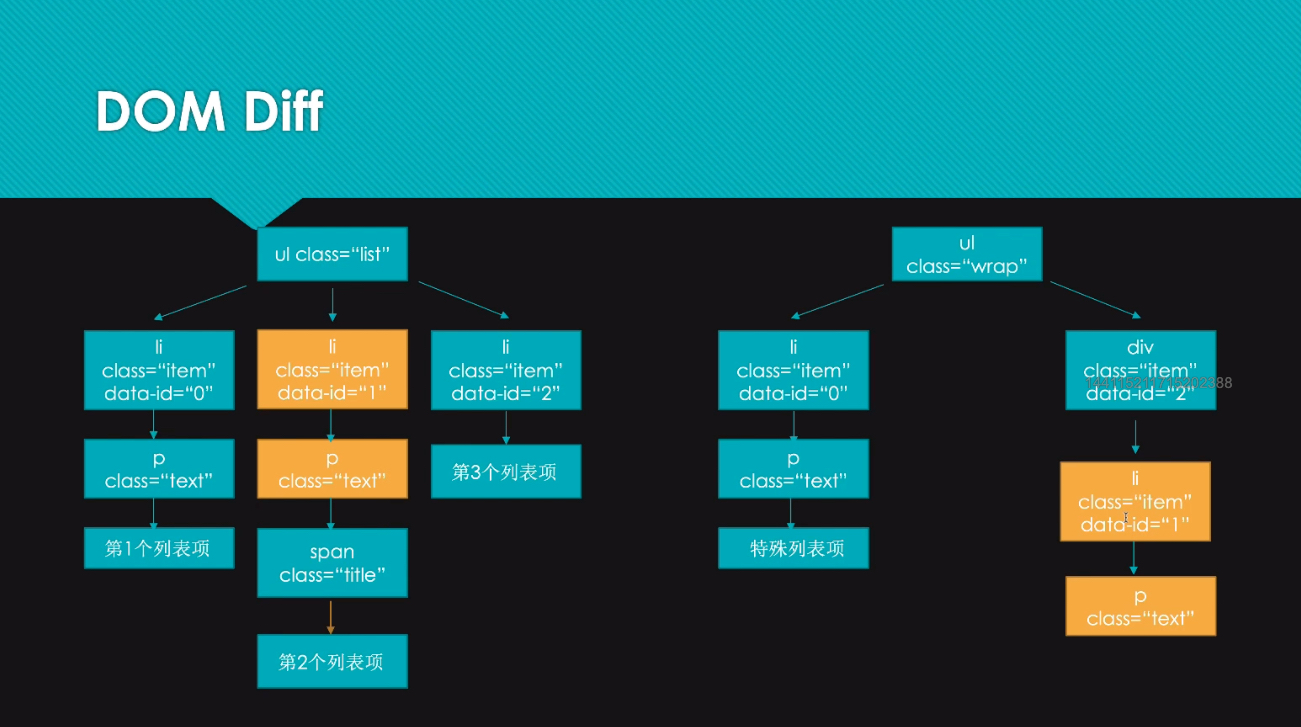 DOM Diff
ul class=“list”
li
class=“item”
data-id=“0”
p
class=“text”
第1个列表项
li
class=“item”
data-id=“1”
p
class=“text”
span
class=“title”
第2个列表项
li
class=“item”
data-id=“2”
第3个列表项
ul
class=“wrap”
li
class=“item”
data-id=“0”
p
class=“text”
特殊列表项
div
class=“item”
data-id=“2”
li
class=“item”
data-id=“1”
p
class=“text”